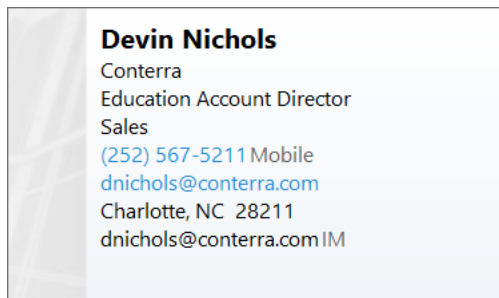 Devin Nichols
Conterra
Education Account Director
Sales
(252) 567-5211 Mobile
dnichols@conterra.com
Charlotte, NC  28211
dnichols@conterra.com IM